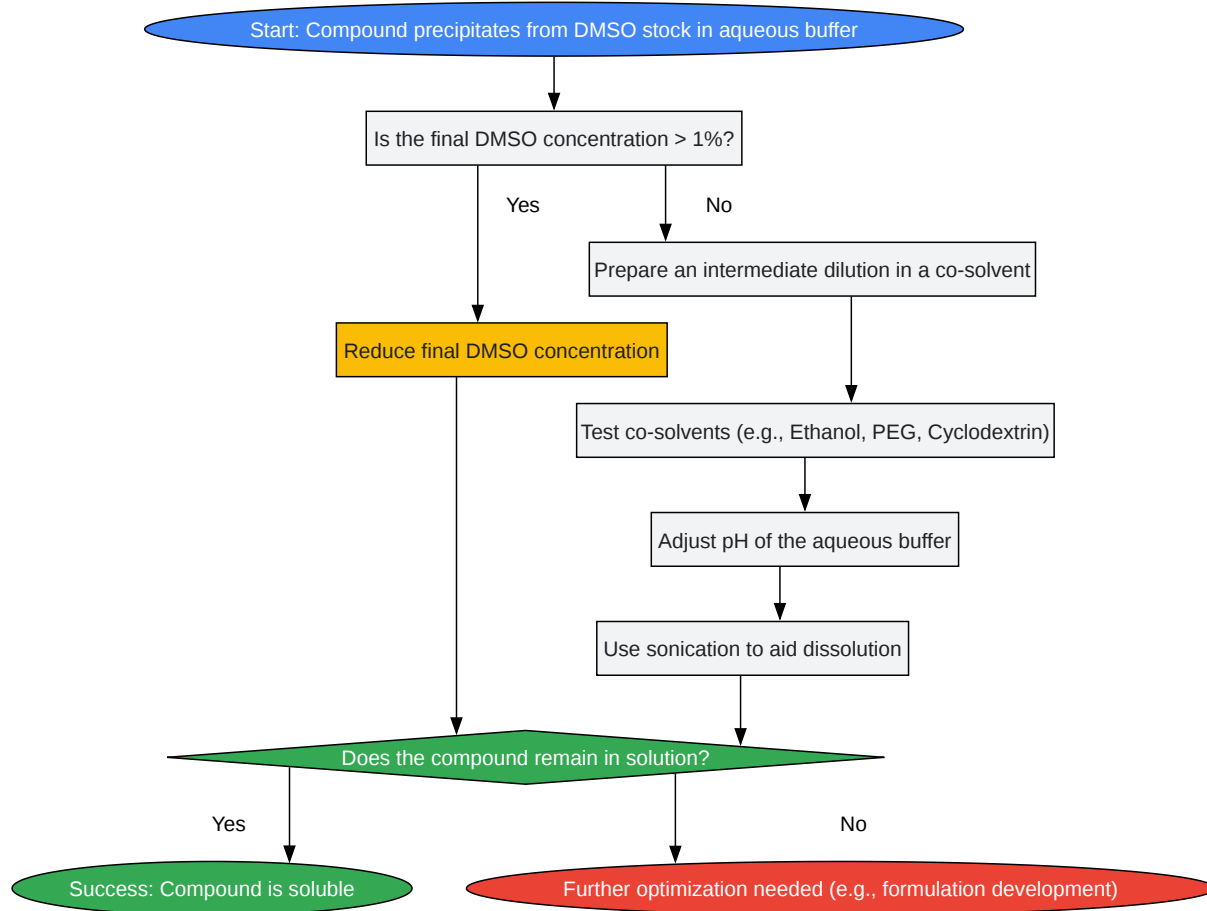 Start: Compound precipitates from DMSO stock in aqueous buffer
Is the final DMSO concentration > 1%?
Yes
No
Prepare an intermediate dilution in a co-solvent
Reduce final DMSO concentration
Test co-solvents (e.g., Ethanol, PEG, Cyclodextrin)
Adjust pH of the aqueous buffer
Use sonication to aid dissolution
Does the compound remain in solution?
Yes
No
Success: Compound is soluble
Further optimization needed (e.g., formulation development)